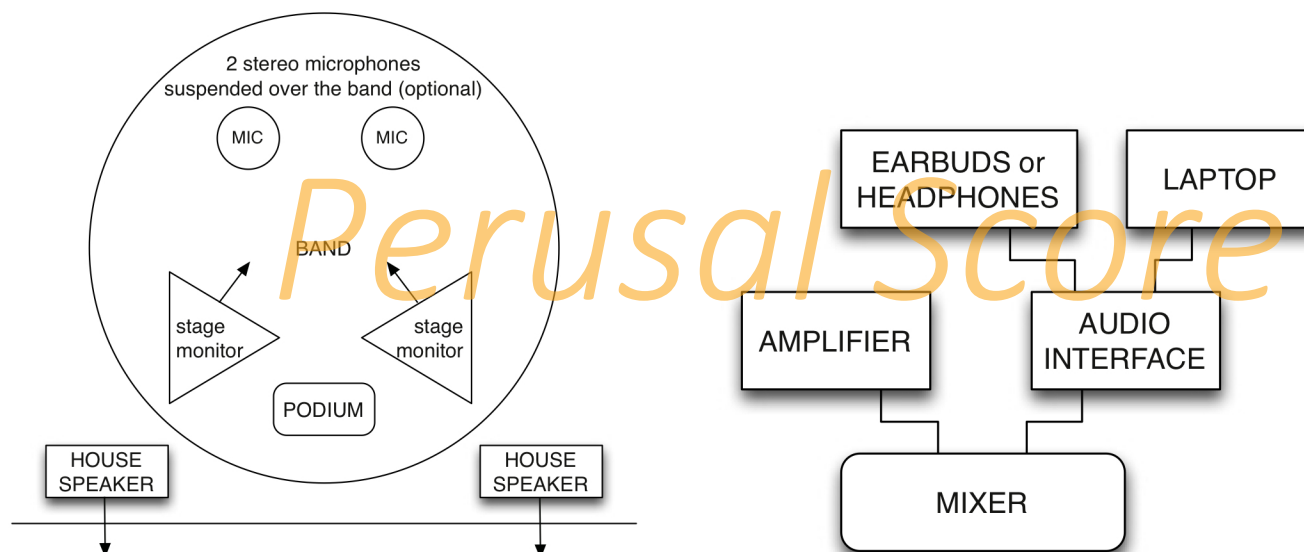 2 stereo microphones
suspended over the band (optional)
MIC
MIC
BAND
stage
monitor
stage
monitor
PODIUM
HOUSE
SPEAKER
HOUSE
SPEAKER
EARBUDS or
HEADPHONES
LAPTOP
AMPLIFIER
AUDIO
INTERFACE
MIXER
Perusal Score